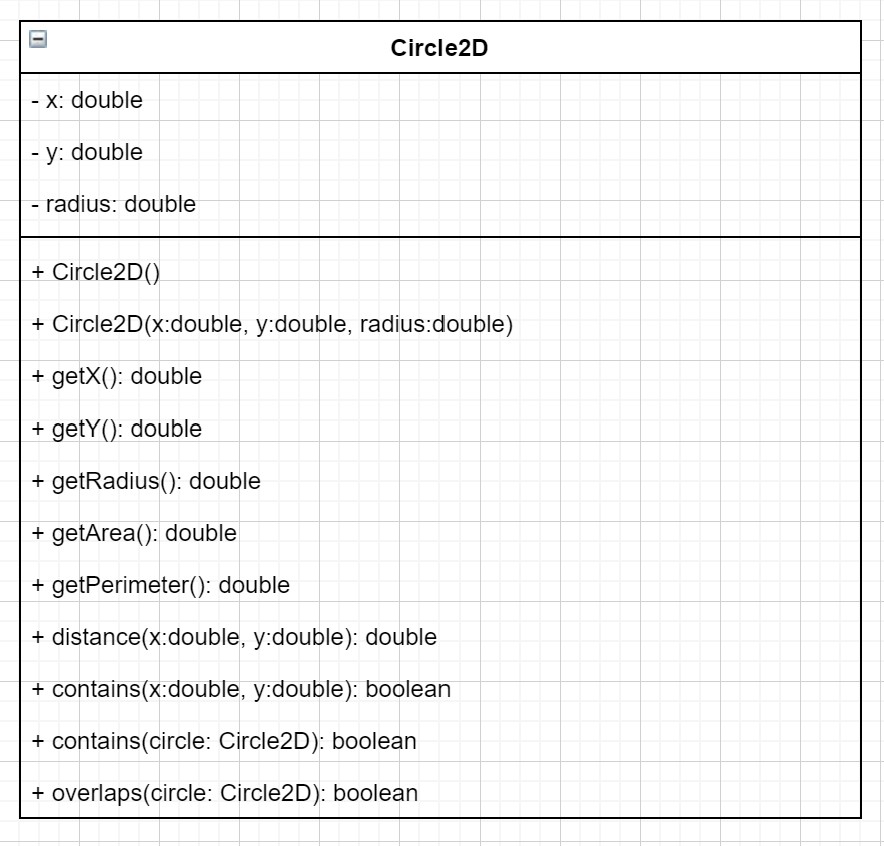 Circle2D
- x: double
- y: double
- radius: double
+ Circle2D()
+ Circle2D(x:double, y:double, radius:double)
+ getX(): double
+ getY(): double
+ getRadius(): double
+ getArea(): double
+ getPerimeter(): double
+ distance(x:double, y:double): double
+ contains(x:double, y:double): boolean
+ contains(circle: Circle2D): boolean
+ overlaps(circle: Circle2D): boolean